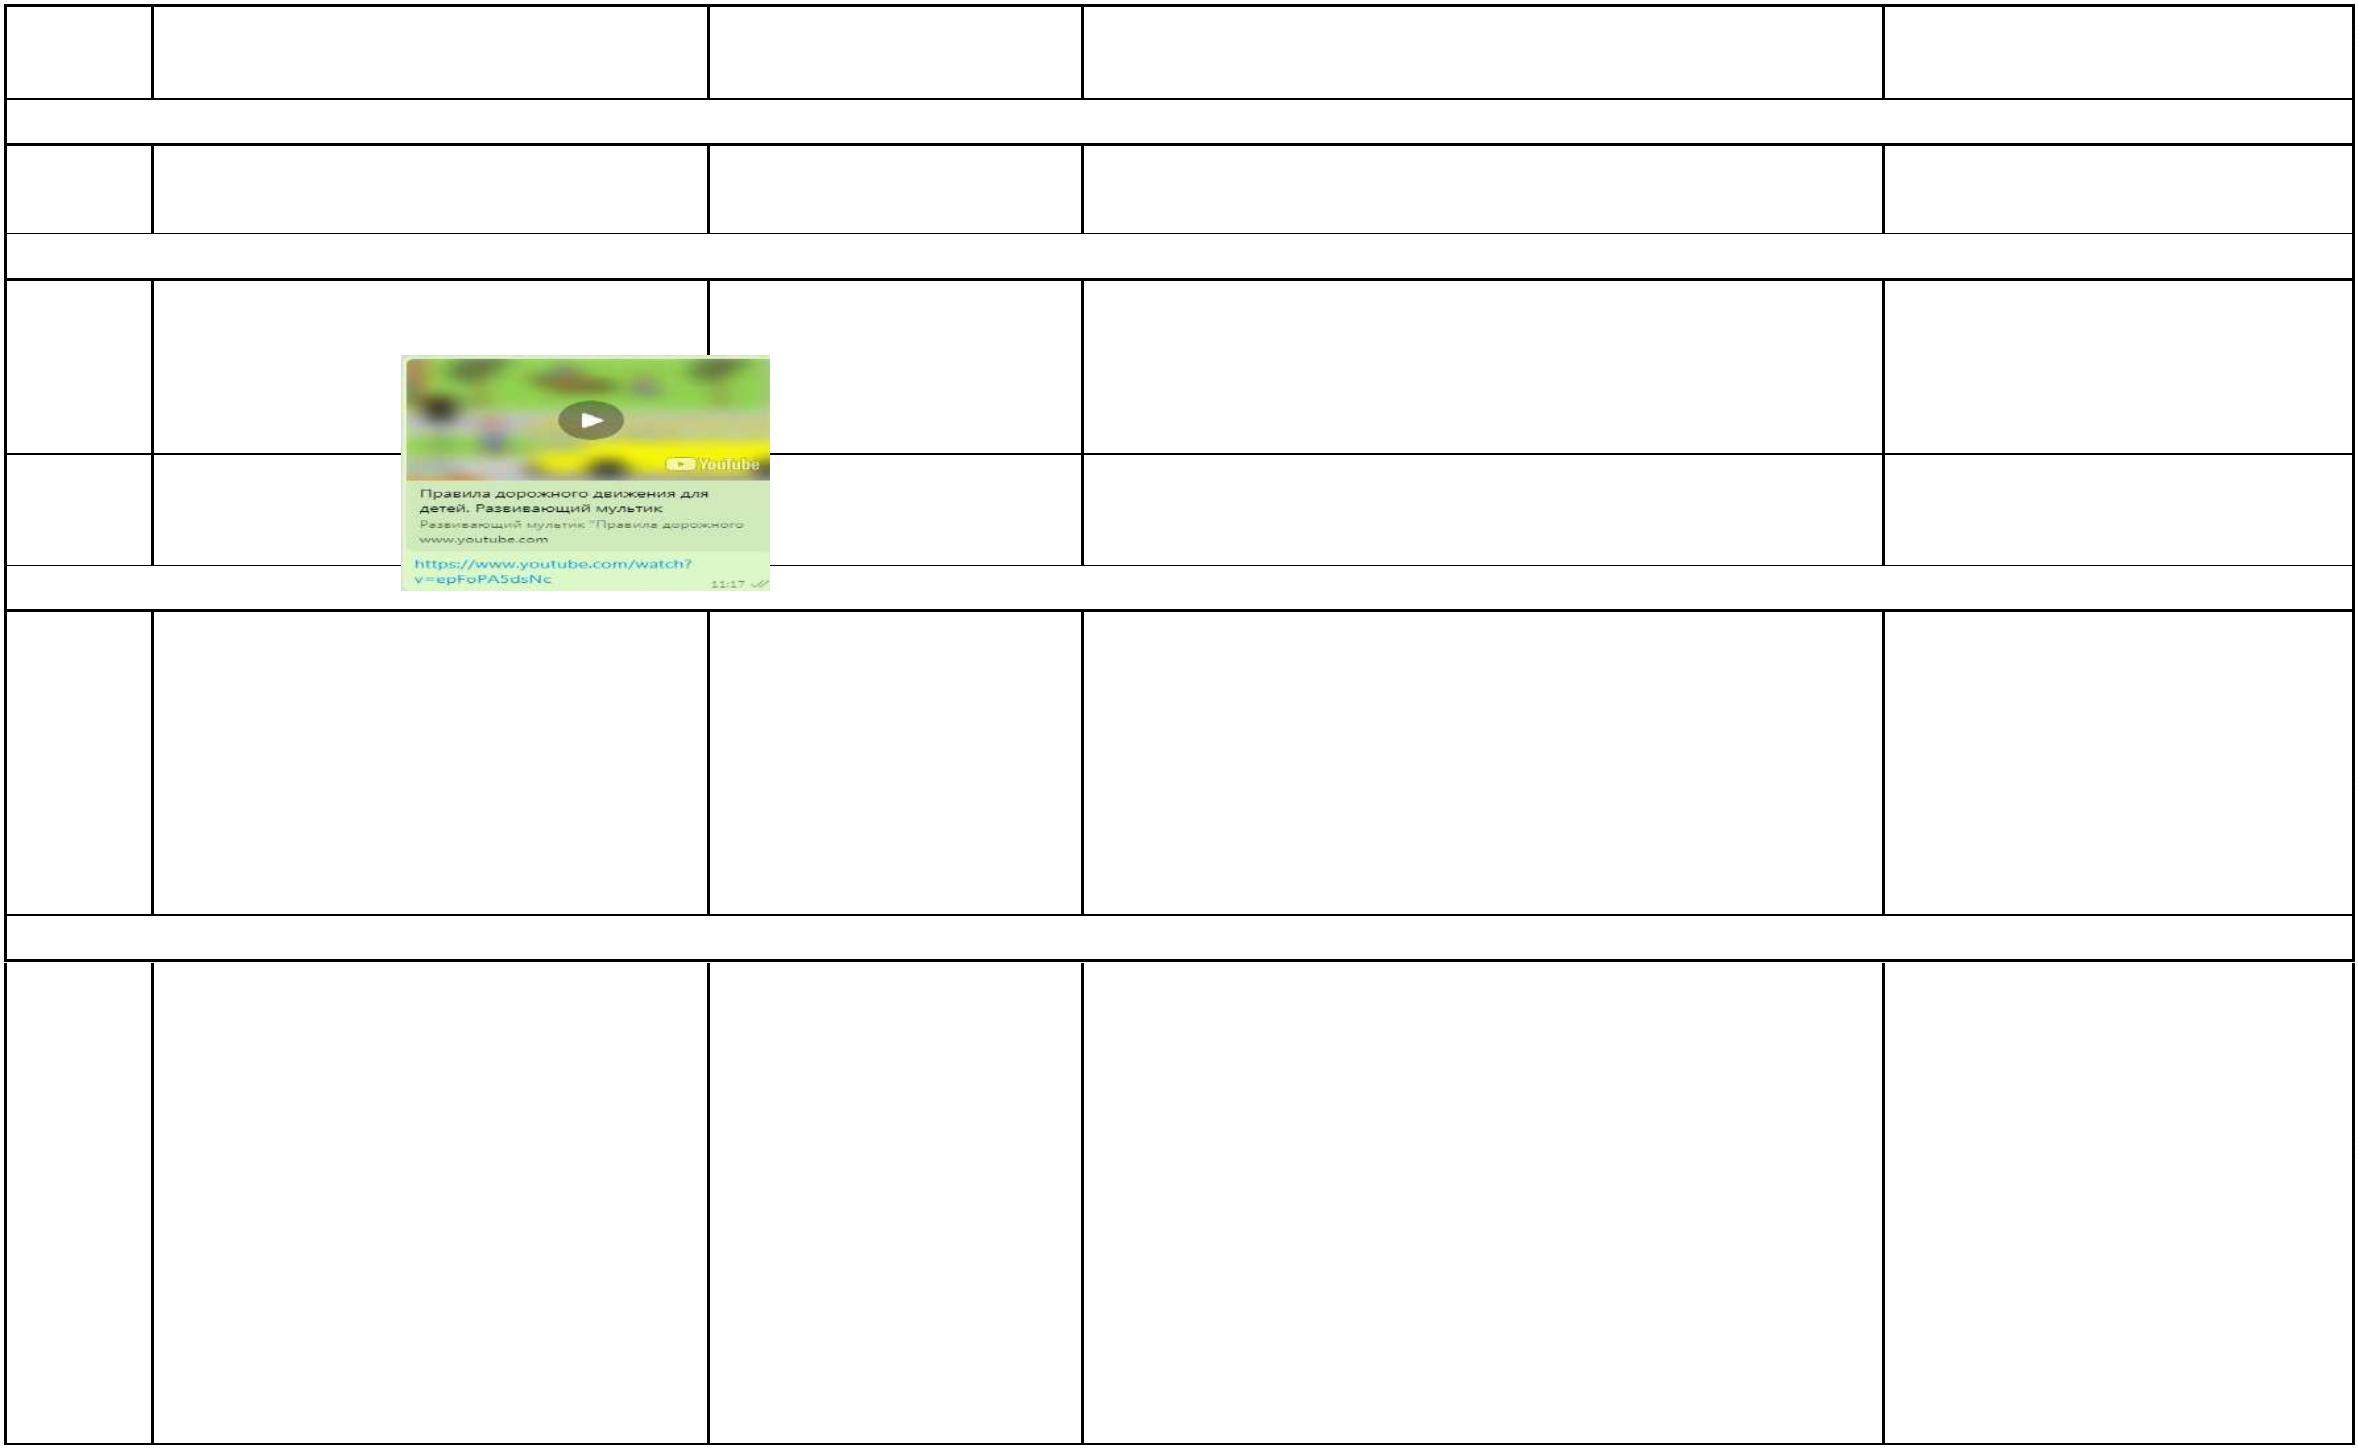 YouTube
Правила дорожного движения для
детей. Развивающий мультик
Развивающий мультик "Правила дорожного
www.youtube.com
https://www.youtube.com/watch?
v=epFoPA5dsNc
11:17